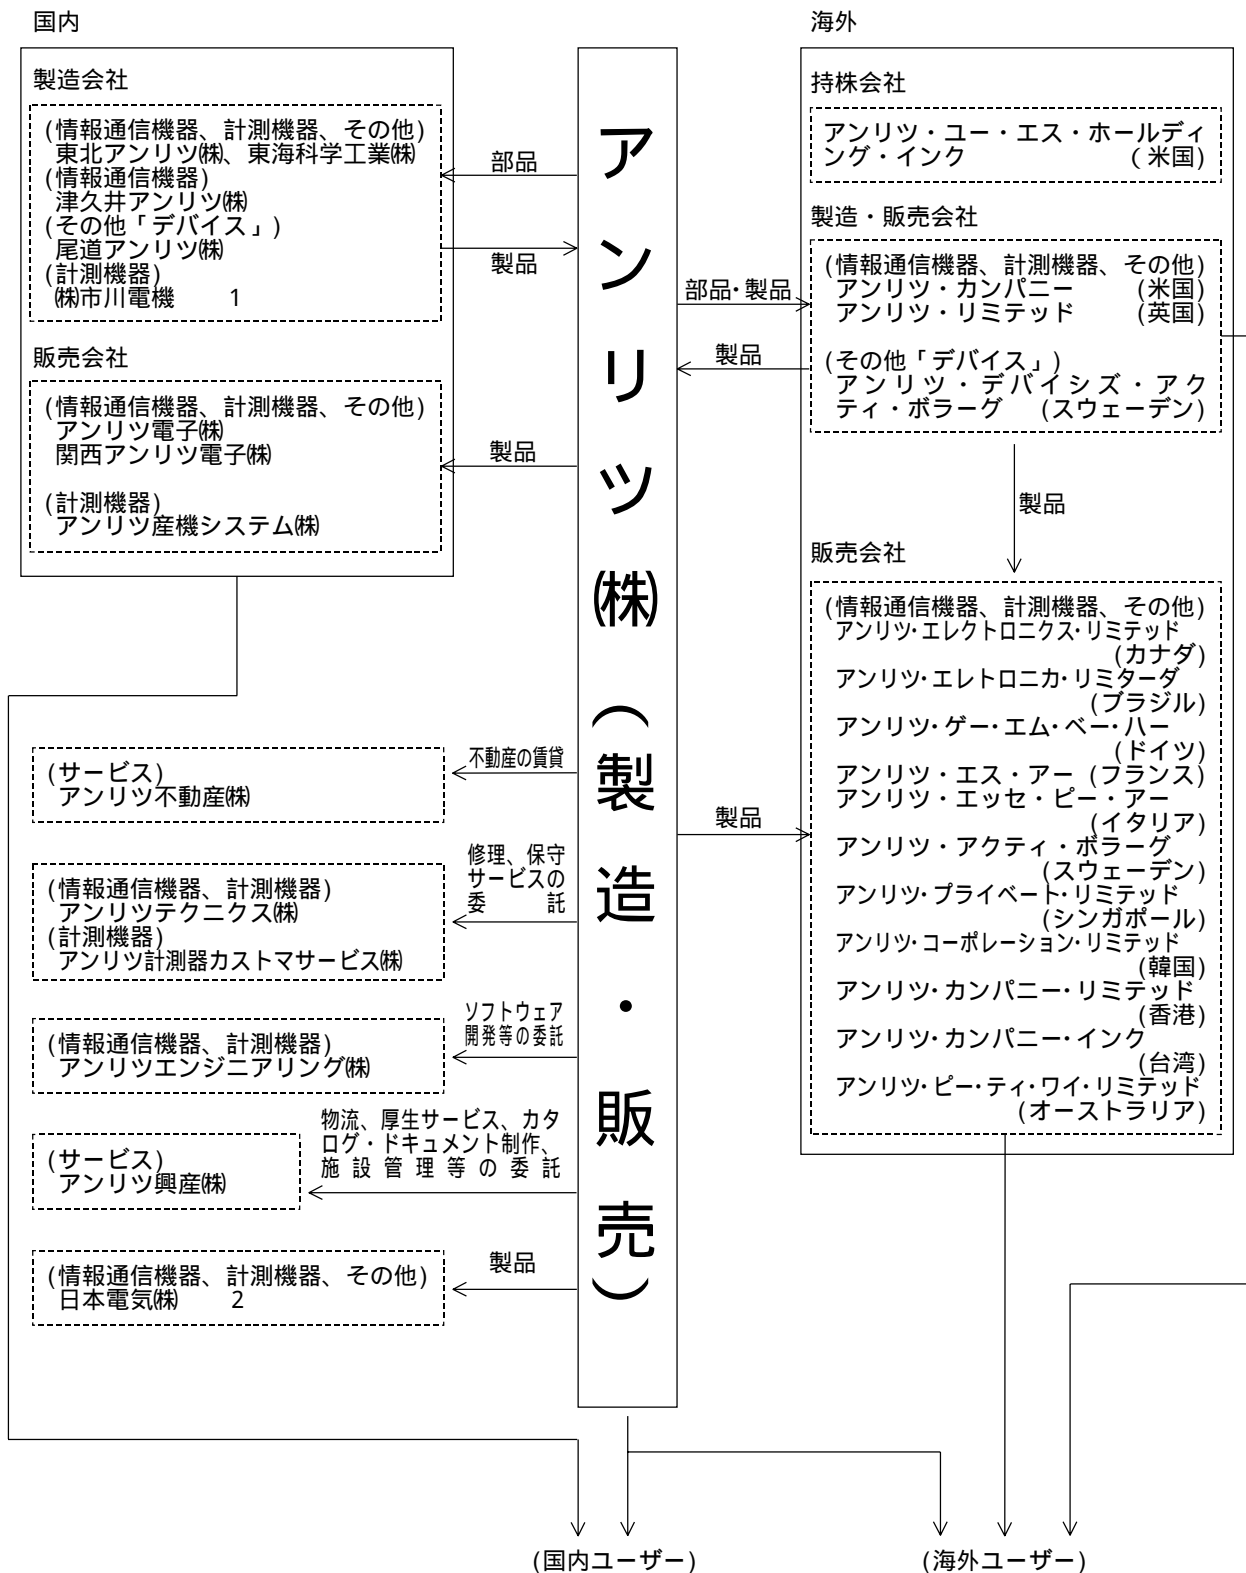 国内
製造会社
(情報通信機器、計測機器、その他)
東北アンリツ㈱、東海科学工業㈱
(情報通信機器)
津久井アンリツ㈱
(その他「デバイス」)
尾道アンリツ㈱
(計測機器)
㈱市川電機 1
販売会社
(情報通信機器、計測機器、その他)
アンリツ電子㈱
関西アンリツ電子㈱
(計測機器)
アンリツ産機システム㈱
(サービス)
アンリツ不動産㈱
(情報通信機器、計測機器)
アンリツテクニクス㈱
(計測機器)
アンリツ計測器カストマサービス㈱
(情報通信機器、計測機器)
アンリツエンジニアリング㈱
(サービス)
アンリツ興産㈱
(情報通信機器、計測機器、その他)
日本電気㈱ 2
部品
製品
製品
不動産の賃貸
修理、保守
サービスの
委託
ソフトウェア
開発等の委託
物流、厚生サービス、カタ
ログ・ドキュメント制作、
施設管理等の委託
製品
アンリツ㈱(製造・販売)
部品・製品
製品
製品
海外
持株会社
アンリツ・ユー・エス・ホールディ
ング・インク (米国)
製造・販売会社
(情報通信機器、計測機器、その他)
アンリツ・カンパニー (米国)
アンリツ・リミテッド (英国)
(その他「デバイス」)
アンリツ・デバイシズ・アク
ティ・ボラーグ (スウェーデン)
製品
販売会社
(情報通信機器、計測機器、その他)
アンリツ・エレクトロニクス・リミテッド
(カナダ)
アンリツ・エレトロニカ・リミターダ
(ブラジル)
アンリツ・ゲー・エム・ベー・ハー
(ドイツ)
アンリツ・エス・アー (フランス)
アンリツ・エッセ・ピー・アー
(イタリア)
アンリツ・アクティ・ボラーグ
(スウェーデン)
アンリツ・プライベート・リミテッド
(シンガポール)
アンリツ・コーポレーション・リミテッド
(韓国)
アンリツ・カンパニー・リミテッド
(香港)
アンリツ・カンパニー・インク
(台湾)
アンリツ・ピー・ティ・ワイ・リミテッド
(オーストラリア)
(国内ユーザー)
(海外ユーザー)